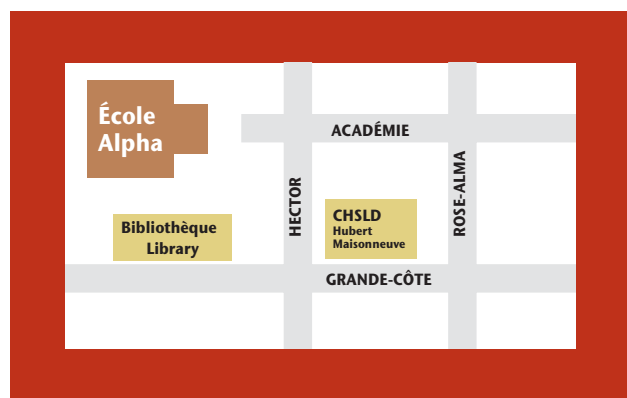 École
Alpha
ACADÉMIE
ROSE-ALMA
HECTOR
CHSLD
Hubert
Maisonneuve
Bibliothèque
Library
GRANDE-CÔTE